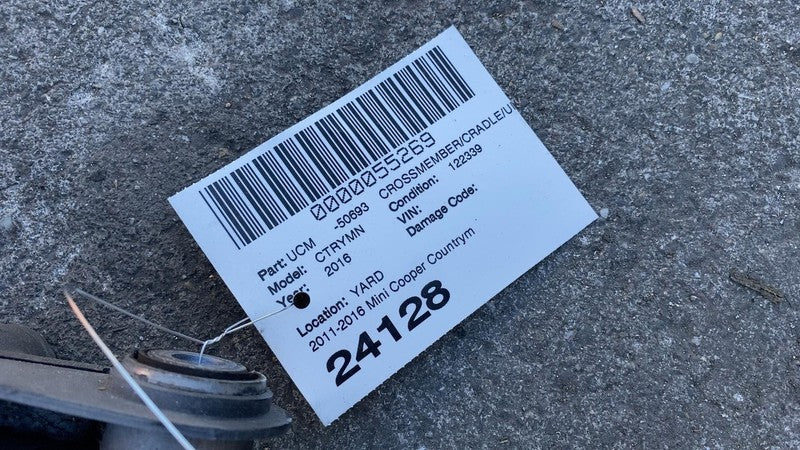 0000055269
Part: UCM -50693 CROSSMEMBER/CRADLE/U
Model: CTRYMN Condition: 122339
Year: 2016 VIN:
Damage Code:
Location: YARD
2011-2016 Mini Cooper Countrym
24128